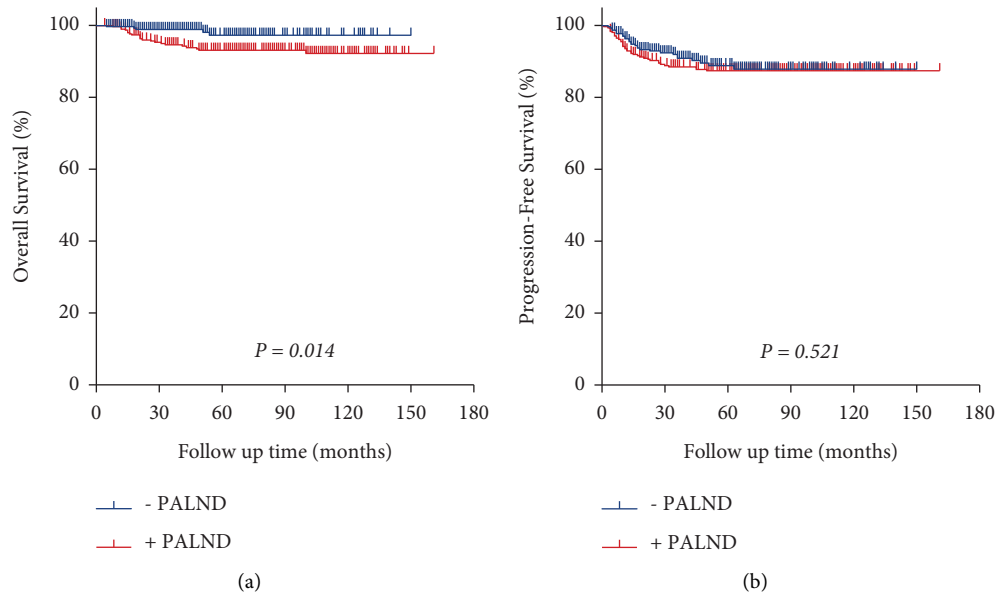 100
80
60
40
20
0
Overall Survival (%)
P = 0.014
0 30 60 90 120 150 180
Follow up time (months)
- PALND
+ PALND
(a)
100
80
60
40
20
0
Progression-Free Survival (%)
P = 0.521
0 30 60 90 120 150 180
Follow up time (months)
- PALND
+ PALND
(b)